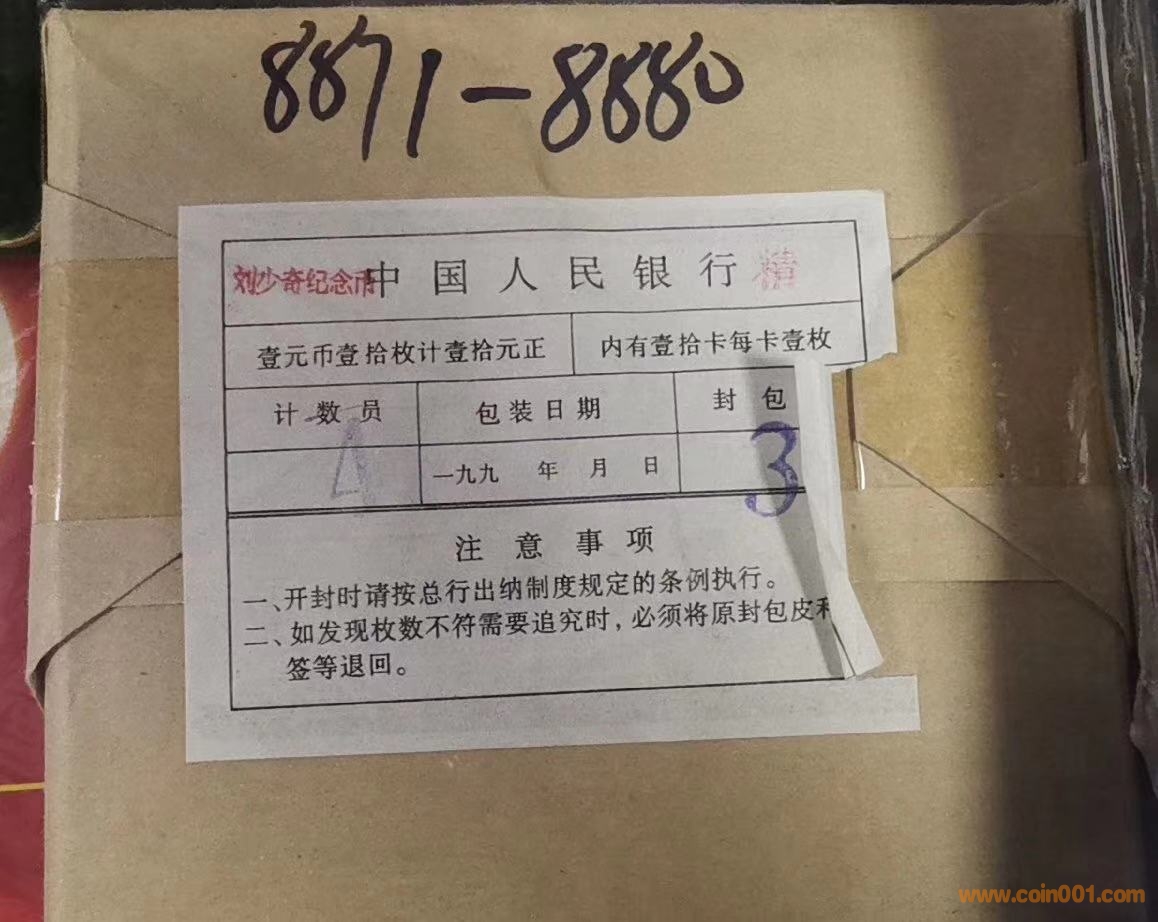 8871-8880
刘少奇纪念币 中国人民银行 精
壹元币壹拾枚计壹拾元正 内有壹拾卡每卡壹枚
计数员 包装日期 封包
4 一九九 年 月 日 3
注意事项
一、开封时请按总行出纳制度规定的条例执行。
二、如发现枚数不符需要追究时，必须将原封包皮和
签等退回。
www.coin001.com